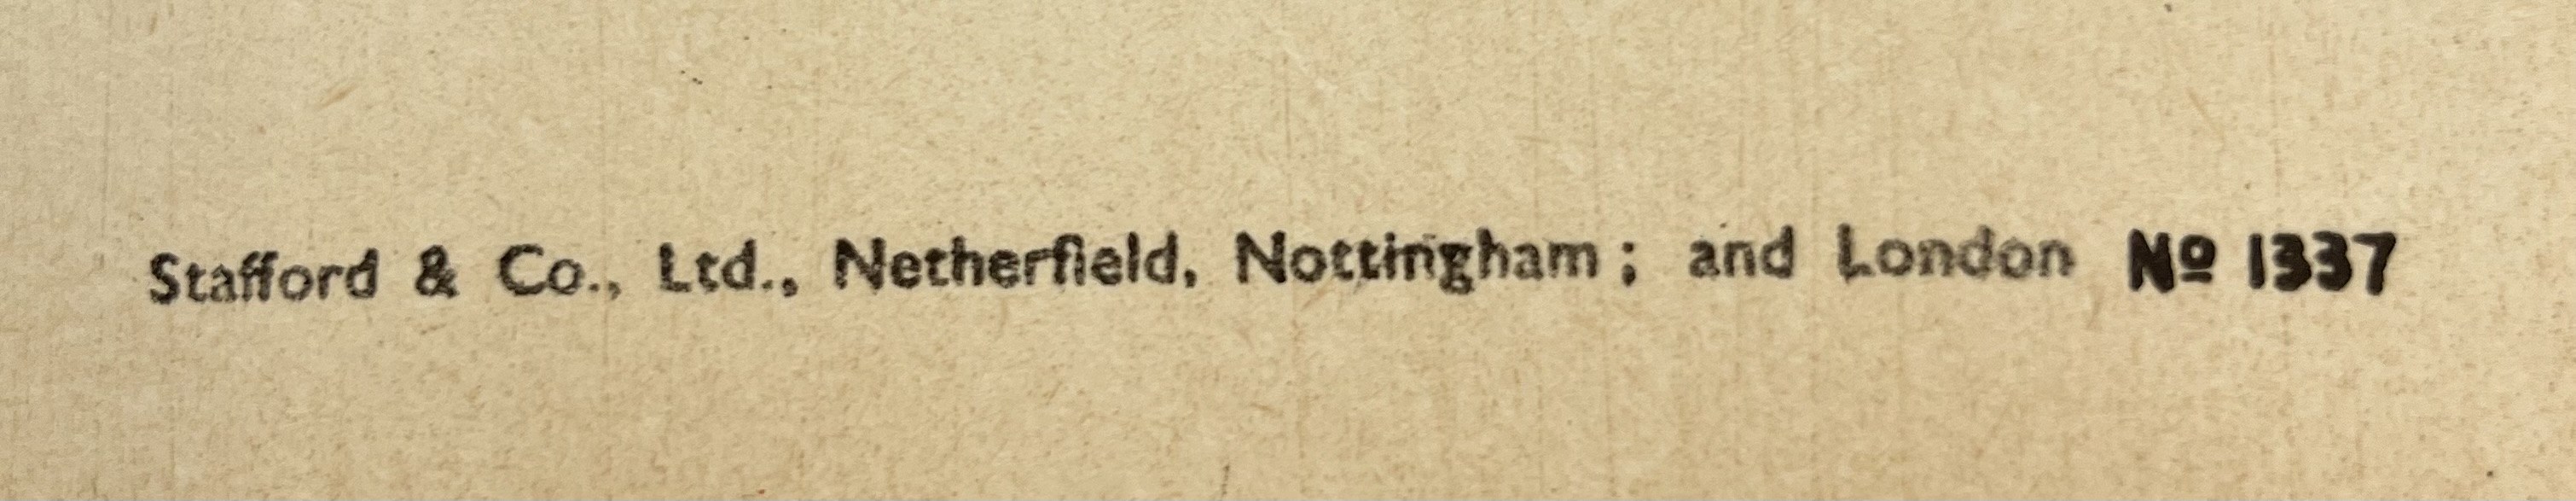 Stafford & Co., Ltd., Netherfield, Nottingham; and London Nº 1337